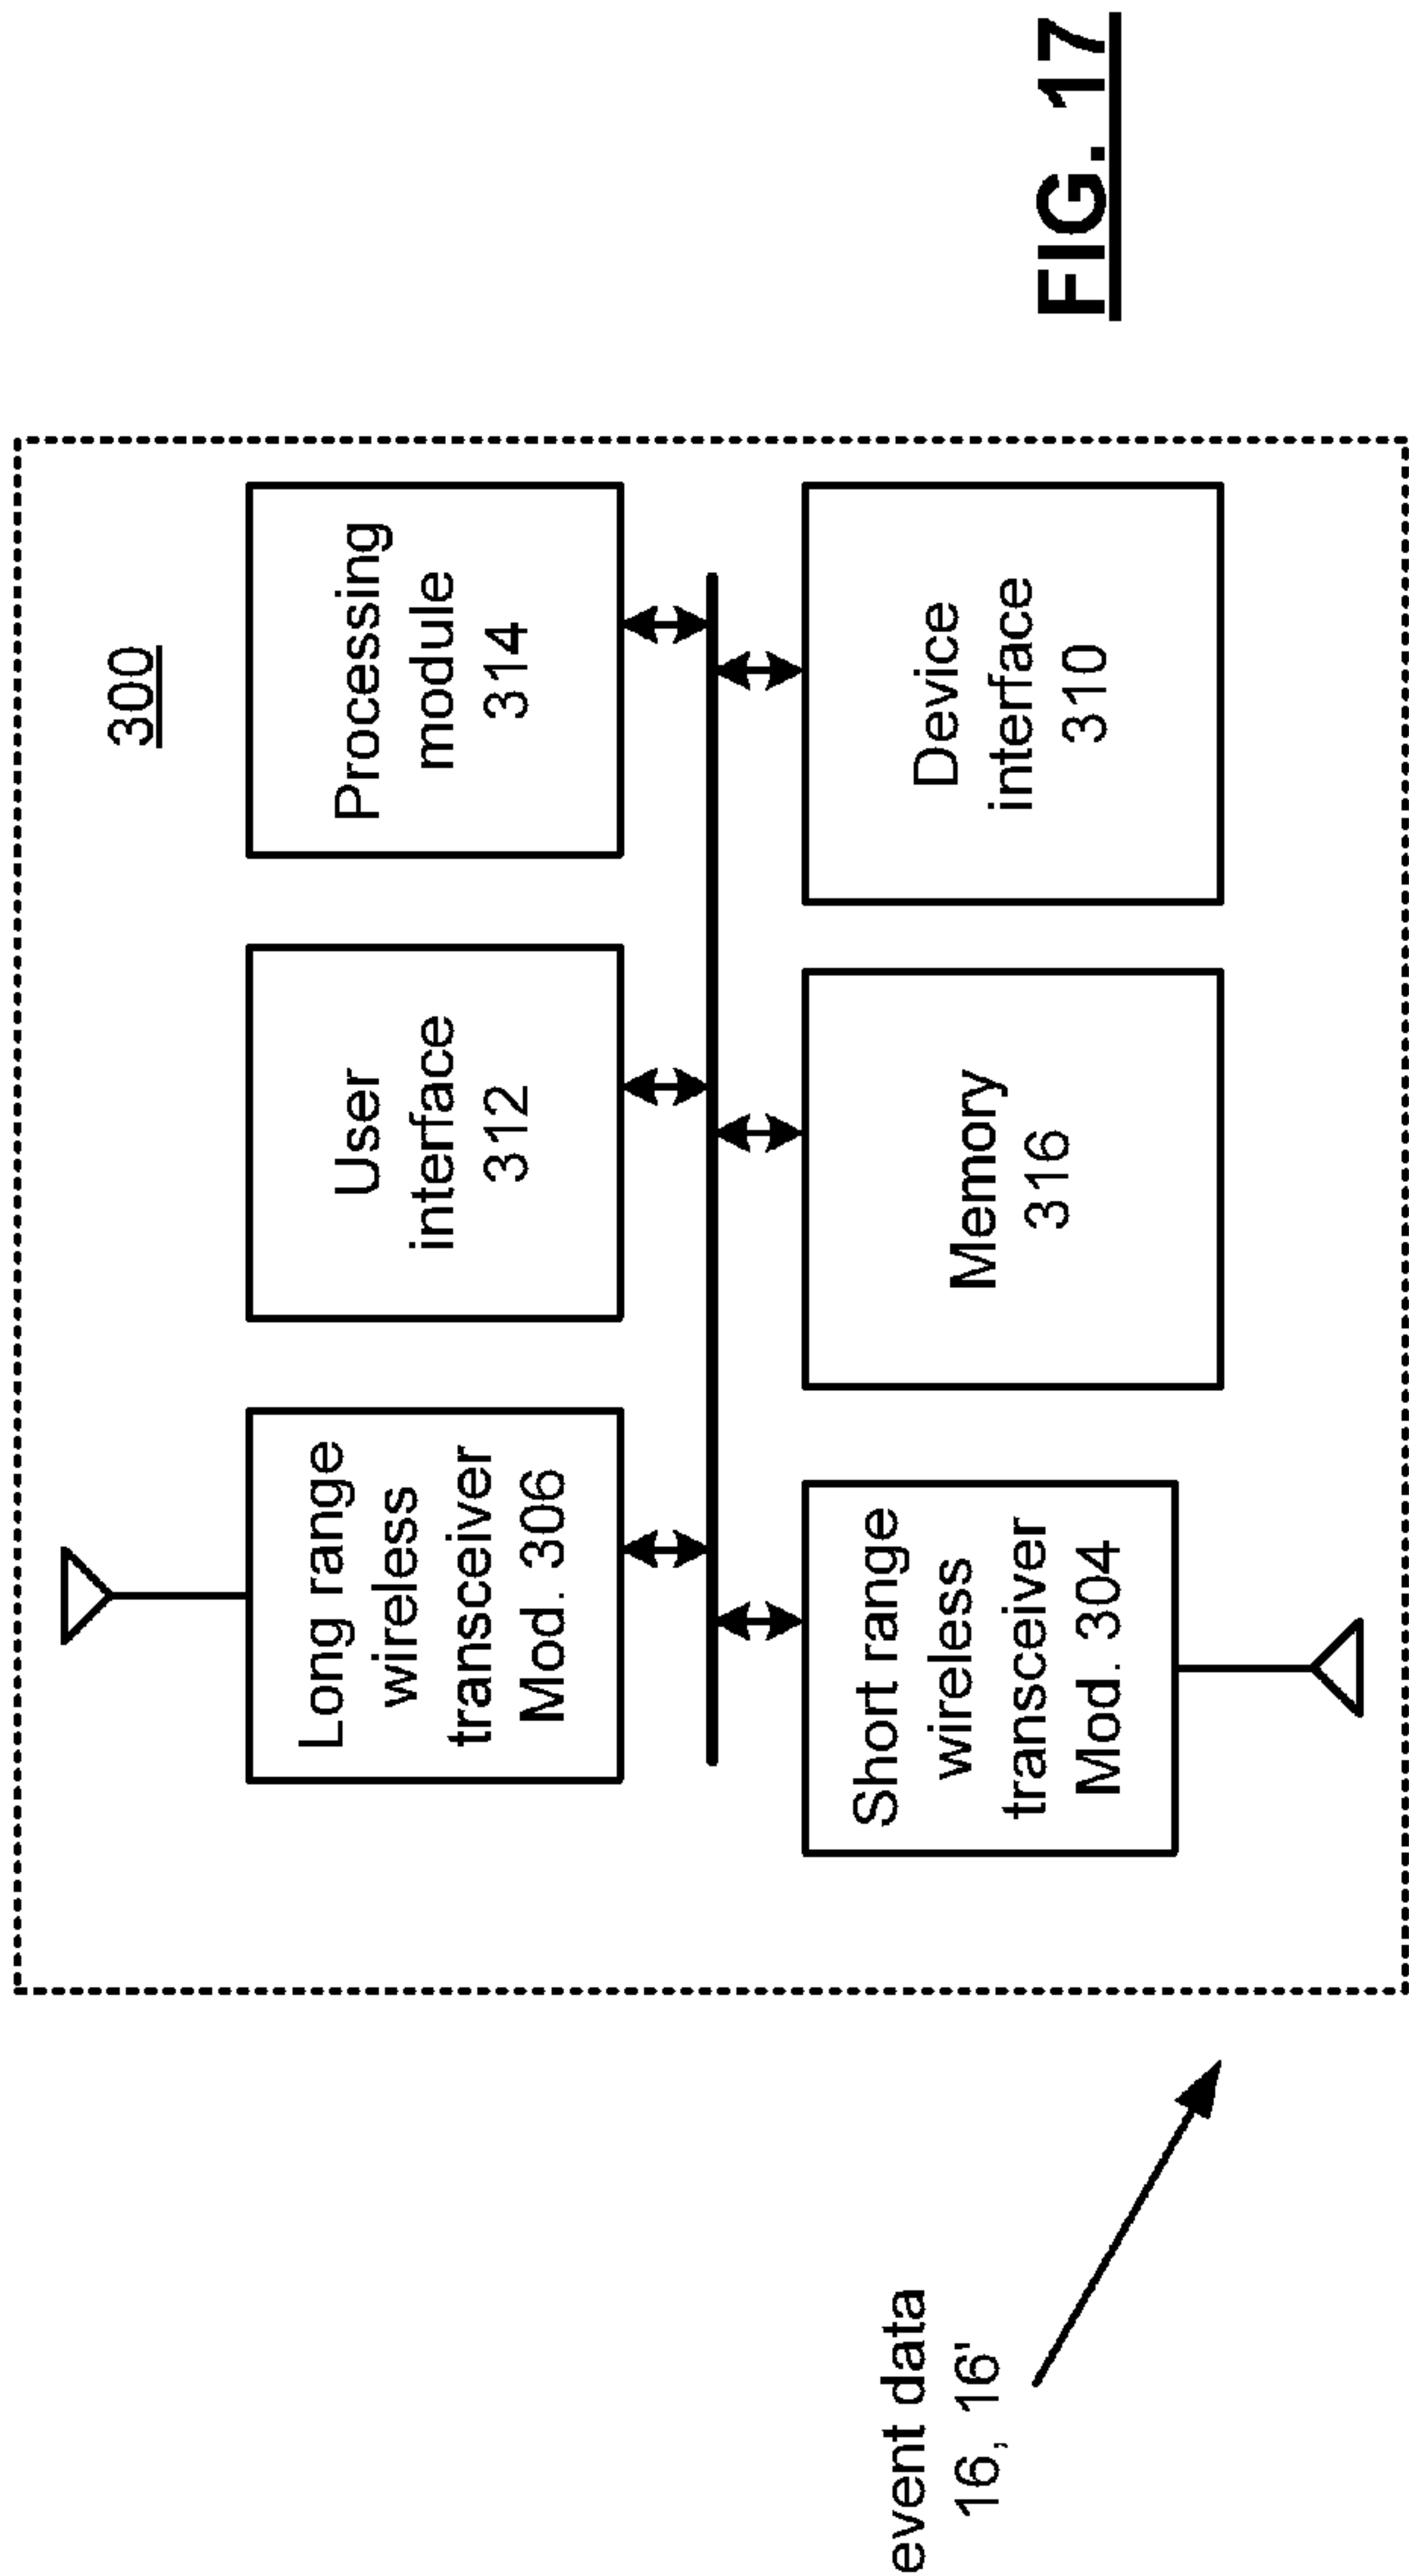 300
Long range
wireless
transceiver
Mod. 306
User
interface
312
Processing
module
314
Short range
wireless
transceiver
Mod. 304
Memory
316
Device
interface
310
event data
16, 16'
FIG. 17